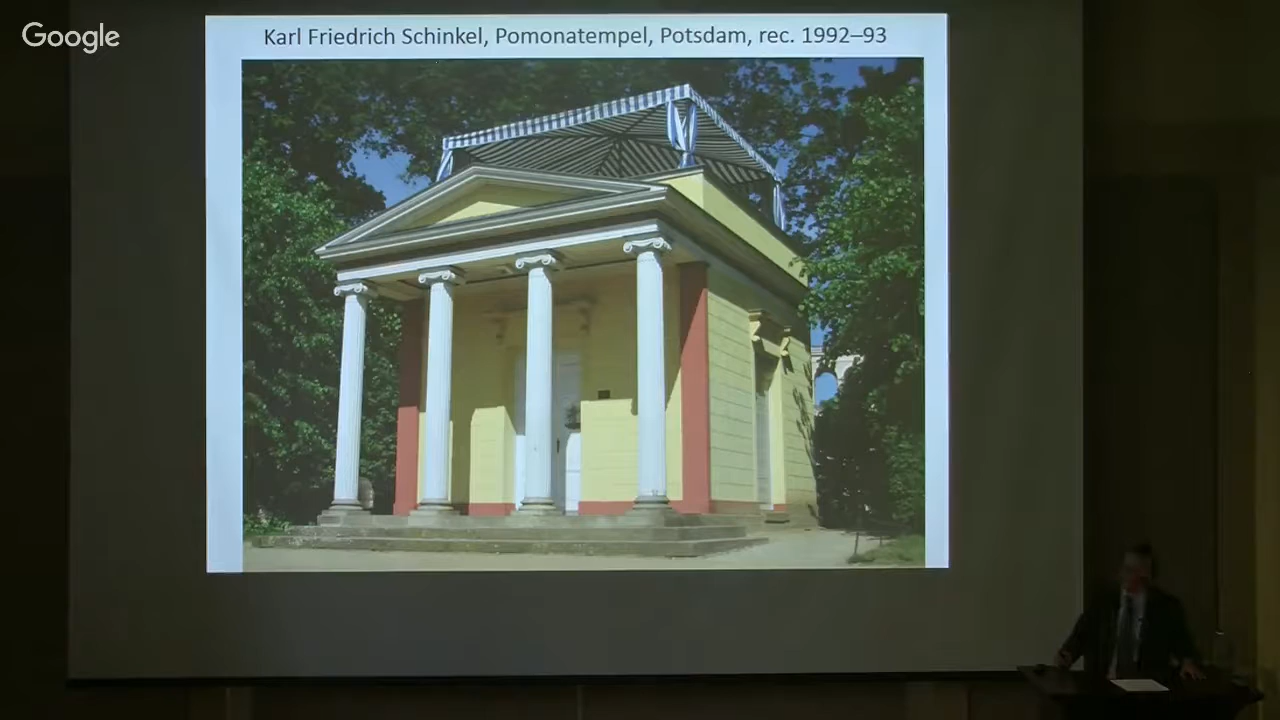 Google
Karl Friedrich Schinkel, Pomonatempel, Potsdam, rec. 1992–93